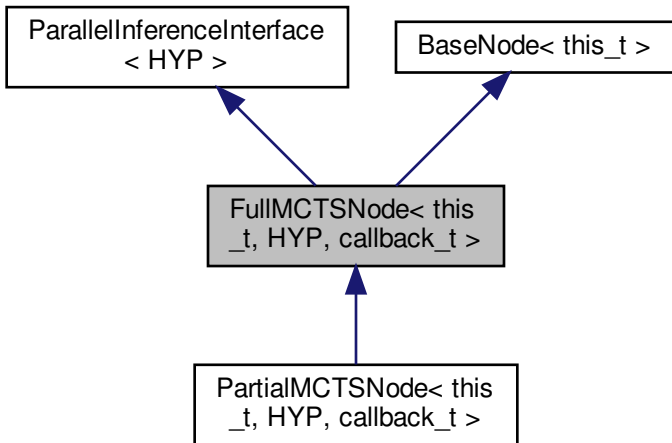 ParallelInferenceInterface
< HYP >
BaseNode< this_t >
FullMCTSNode< this
_t, HYP, callback_t >
PartialMCTSNode< this
_t, HYP, callback_t >